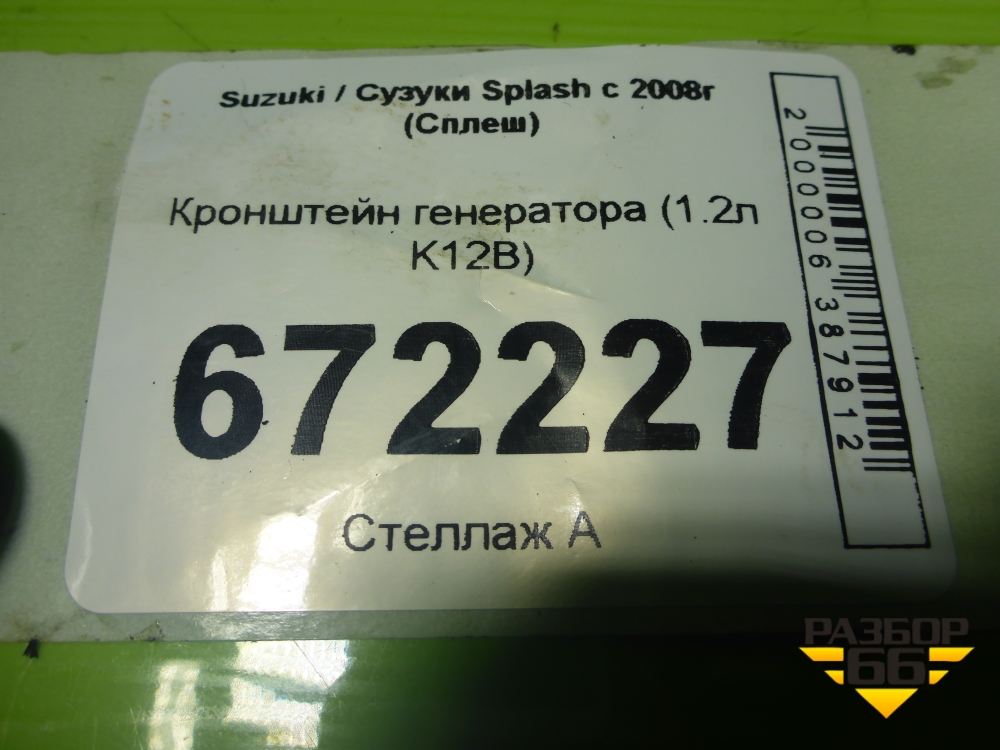 Suzuki / Сузуки Splash с 2008г
(Сплеш)
Кронштейн генератора (1.2л
K12B)
672227
Стеллаж А
2000006387912
РАЗБОР
66